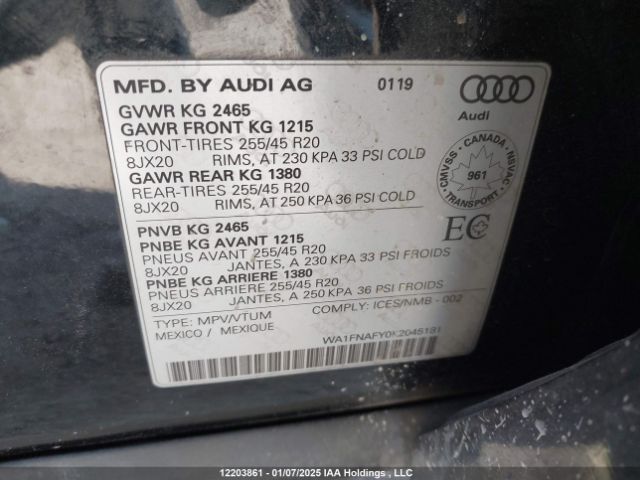 MFD. BY AUDI AG 0119
Audi
GVWR KG 2465
GAWR FRONT KG 1215
FRONT-TIRES 255/45 R20
8JX20 RIMS, AT 230 KPA 33 PSI COLD
GAWR REAR KG 1380
REAR-TIRES 255/45 R20
8JX20 RIMS, AT 250 KPA 36 PSI COLD
CMVSS - CANADA - NSVAC
961
TRANSPORT
PNVB KG 2465
PNBE KG AVANT 1215
PNEUS AVANT 255/45 R20
8JX20 JANTES, A 230 KPA 33 PSI FROIDS
PNBE KG ARRIERE 1380
PNEUS ARRIERE 255/45 R20
8JX20 JANTES, A 250 KPA 36 PSI FROIDS
EC
TYPE: MPV/VTUM COMPLY: ICES/NMB - 002
MEXICO / MEXIQUE
WA1FNAFY0K2045181
12203861 - 01/07/2025 IAA Holdings , LLC